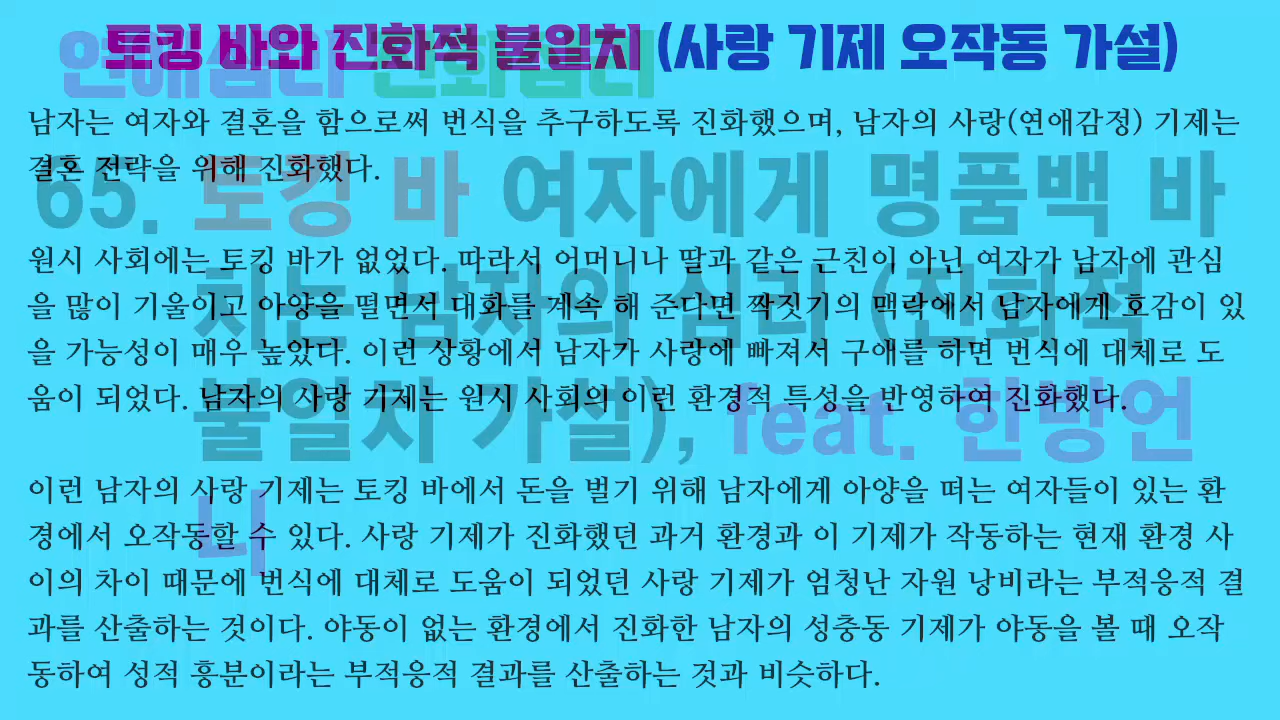 토킹 바와 진화적 불일치 (사랑 기제 오작동 가설)
연애심리 진화심리
남자는 여자와 결혼을 함으로써 번식을 추구하도록 진화했으며, 남자의 사랑(연애감정) 기제는
결혼 전략을 위해 진화했다.
65. 토킹 바 여자에게 명품백 바
치는 남자의 심리 (진화적
불일치 가설), feat. 한방언
니
원시 사회에는 토킹 바가 없었다. 따라서 어머니나 딸과 같은 근친이 아닌 여자가 남자에 관심
을 많이 기울이고 아양을 떨면서 대화를 계속 해 준다면 짝짓기의 맥락에서 남자에게 호감이 있
을 가능성이 매우 높았다. 이런 상황에서 남자가 사랑에 빠져서 구애를 하면 번식에 대체로 도
움이 되었다. 남자의 사랑 기제는 원시 사회의 이런 환경적 특성을 반영하여 진화했다.
이런 남자의 사랑 기제는 토킹 바에서 돈을 벌기 위해 남자에게 아양을 떠는 여자들이 있는 환
경에서 오작동할 수 있다. 사랑 기제가 진화했던 과거 환경과 이 기제가 작동하는 현재 환경 사
이의 차이 때문에 번식에 대체로 도움이 되었던 사랑 기제가 엄청난 자원 낭비라는 부적응적 결
과를 산출하는 것이다. 야동이 없는 환경에서 진화한 남자의 성충동 기제가 야동을 볼 때 오작
동하여 성적 흥분이라는 부적응적 결과를 산출하는 것과 비슷하다.